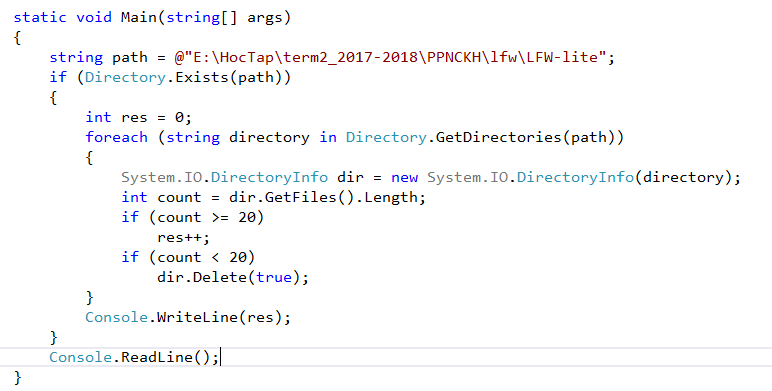 static void Main(string[] args)
{
    string path = @"E:\HocTap\term2_2017-2018\PPNCKH\lfw\LFW-lite";
    if (Directory.Exists(path))
    {
        int res = 0;
        foreach (string directory in Directory.GetDirectories(path))
        {
            System.IO.DirectoryInfo dir = new System.IO.DirectoryInfo(directory);
            int count = dir.GetFiles().Length;
            if (count >= 20)
                res++;
            if (count < 20)
                dir.Delete(true);
        }
        Console.WriteLine(res);
    }
    Console.ReadLine();
}